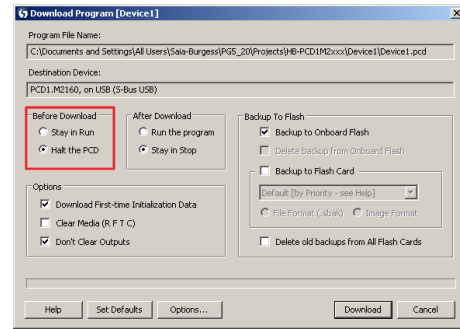 Download Program [Device1]
Program File Name:
C:\Documents and Settings\All Users\Saia-Burgess\PG5_20\Projects\HB-PCD1M2xxx\Device1\Device1.pcd
Destination Device:
PCD1.M2160, on USB (S-Bus USB)
Before Download
Stay in Run
Halt the PCD
After Download
Run the program
Stay in Stop
Options
Download First-time Initialization Data
Clear Media (R F T C)
Don't Clear Outputs
Backup To Flash
Backup to Onboard Flash
Delete backup from Onboard Flash
Backup to Flash Card
Default [by Priority - see Help]
File Format (.sbak)
Image Format
Delete old backups from All Flash Cards
Help
Set Defaults
Options...
Download
Cancel